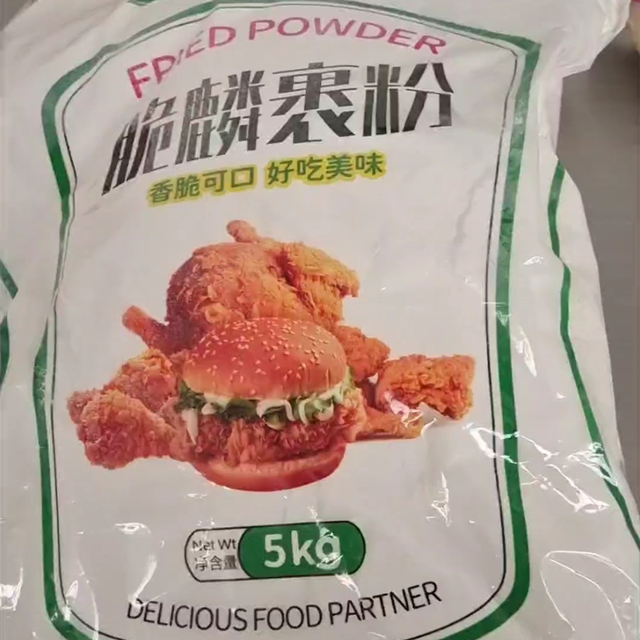 FRIED POWDER
脆麟裹粉
香脆可口 好吃美味
Net Wt
净含量
5kg
DELICIOUS FOOD PARTNER